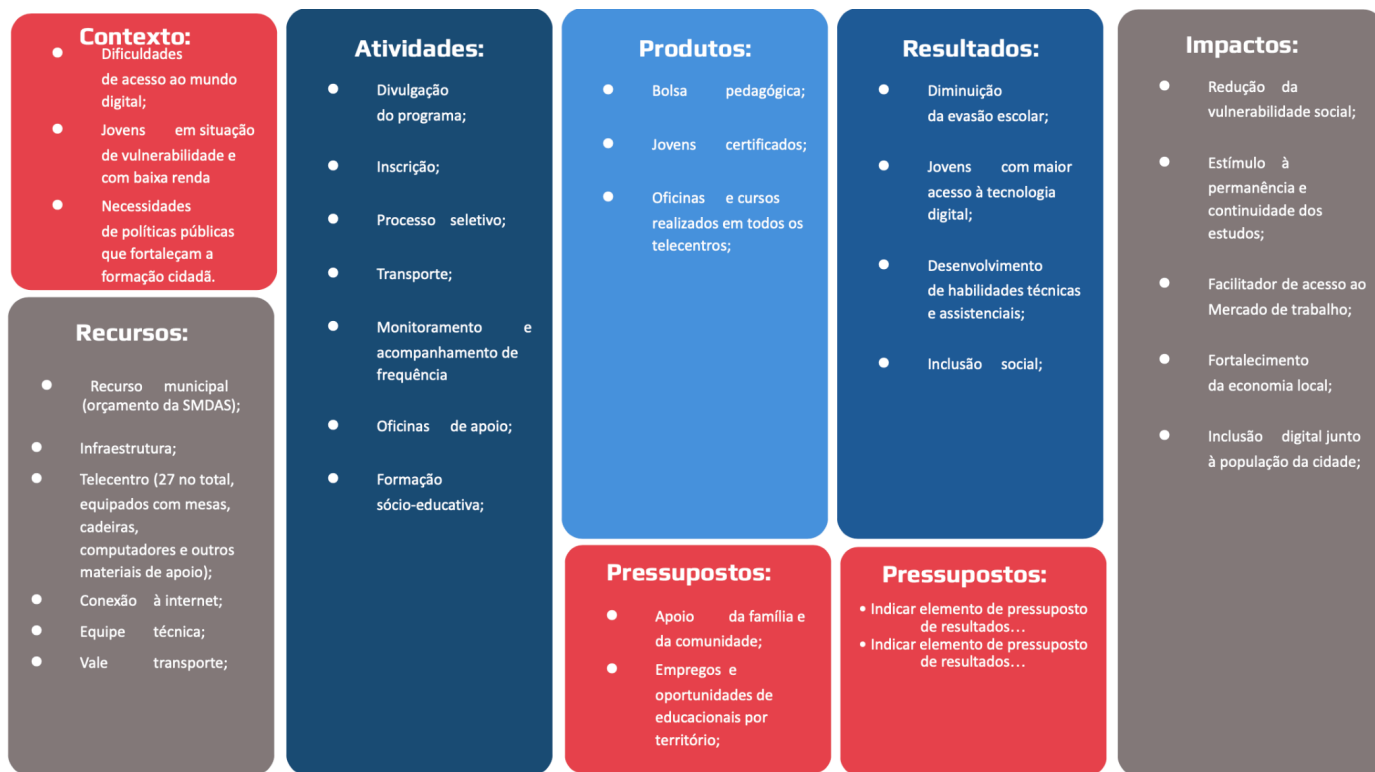 Contexto:
• Dificuldades
de acesso ao mundo
digital;
• Jovens em situação
de vulnerabilidade e
com baixa renda
• Necessidades
de políticas públicas
que fortaleçam a
formação cidadã.
Recursos:
• Recurso municipal
(orçamento da SMDAS);
• Infraestrutura;
• Telecentro (27 no total,
equipados com mesas,
cadeiras,
computadores e outros
materiais de apoio);
• Conexão à internet;
• Equipe técnica;
• Vale transporte;
Atividades:
• Divulgação
do programa;
• Inscrição;
• Processo seletivo;
• Transporte;
• Monitoramento e
acompanhamento de
frequência
• Oficinas de apoio;
• Formação
sócio-educativa;
Produtos:
• Bolsa pedagógica;
• Jovens certificados;
• Oficinas e cursos
realizados em todos os
telecentros;
Pressupostos:
• Apoio da família e
da comunidade;
• Empregos e
oportunidades de
educacionais por
território;
Resultados:
• Diminuição
da evasão escolar;
• Jovens com maior
acesso à tecnologia
digital;
• Desenvolvimento
de habilidades técnicas
e assistenciais;
• Inclusão social;
Pressupostos:
• Indicar elemento de pressuposto
de resultados…
• Indicar elemento de pressuposto
de resultados…
Impactos:
• Redução da
vulnerabilidade social;
• Estímulo à
permanência e
continuidade dos
estudos;
• Facilitador de acesso ao
Mercado de trabalho;
• Fortalecimento
da economia local;
• Inclusão digital junto
à população da cidade;